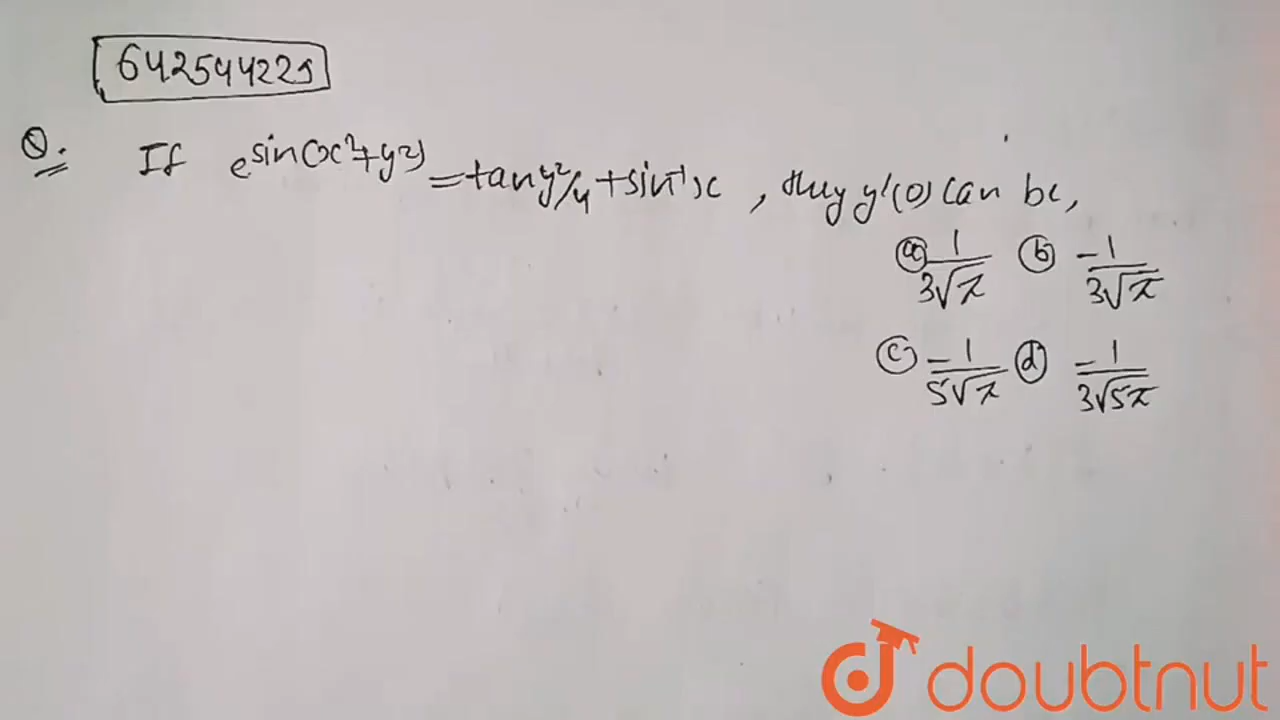 642544229
Q. If e^sin(x²+y²) = tan y²/4 + sin⁻¹x, then y'(0) can be,
(a) 1/3√π (b) -1/3√π
(c) -1/5√π (d) -1/3√5π
doubtnut